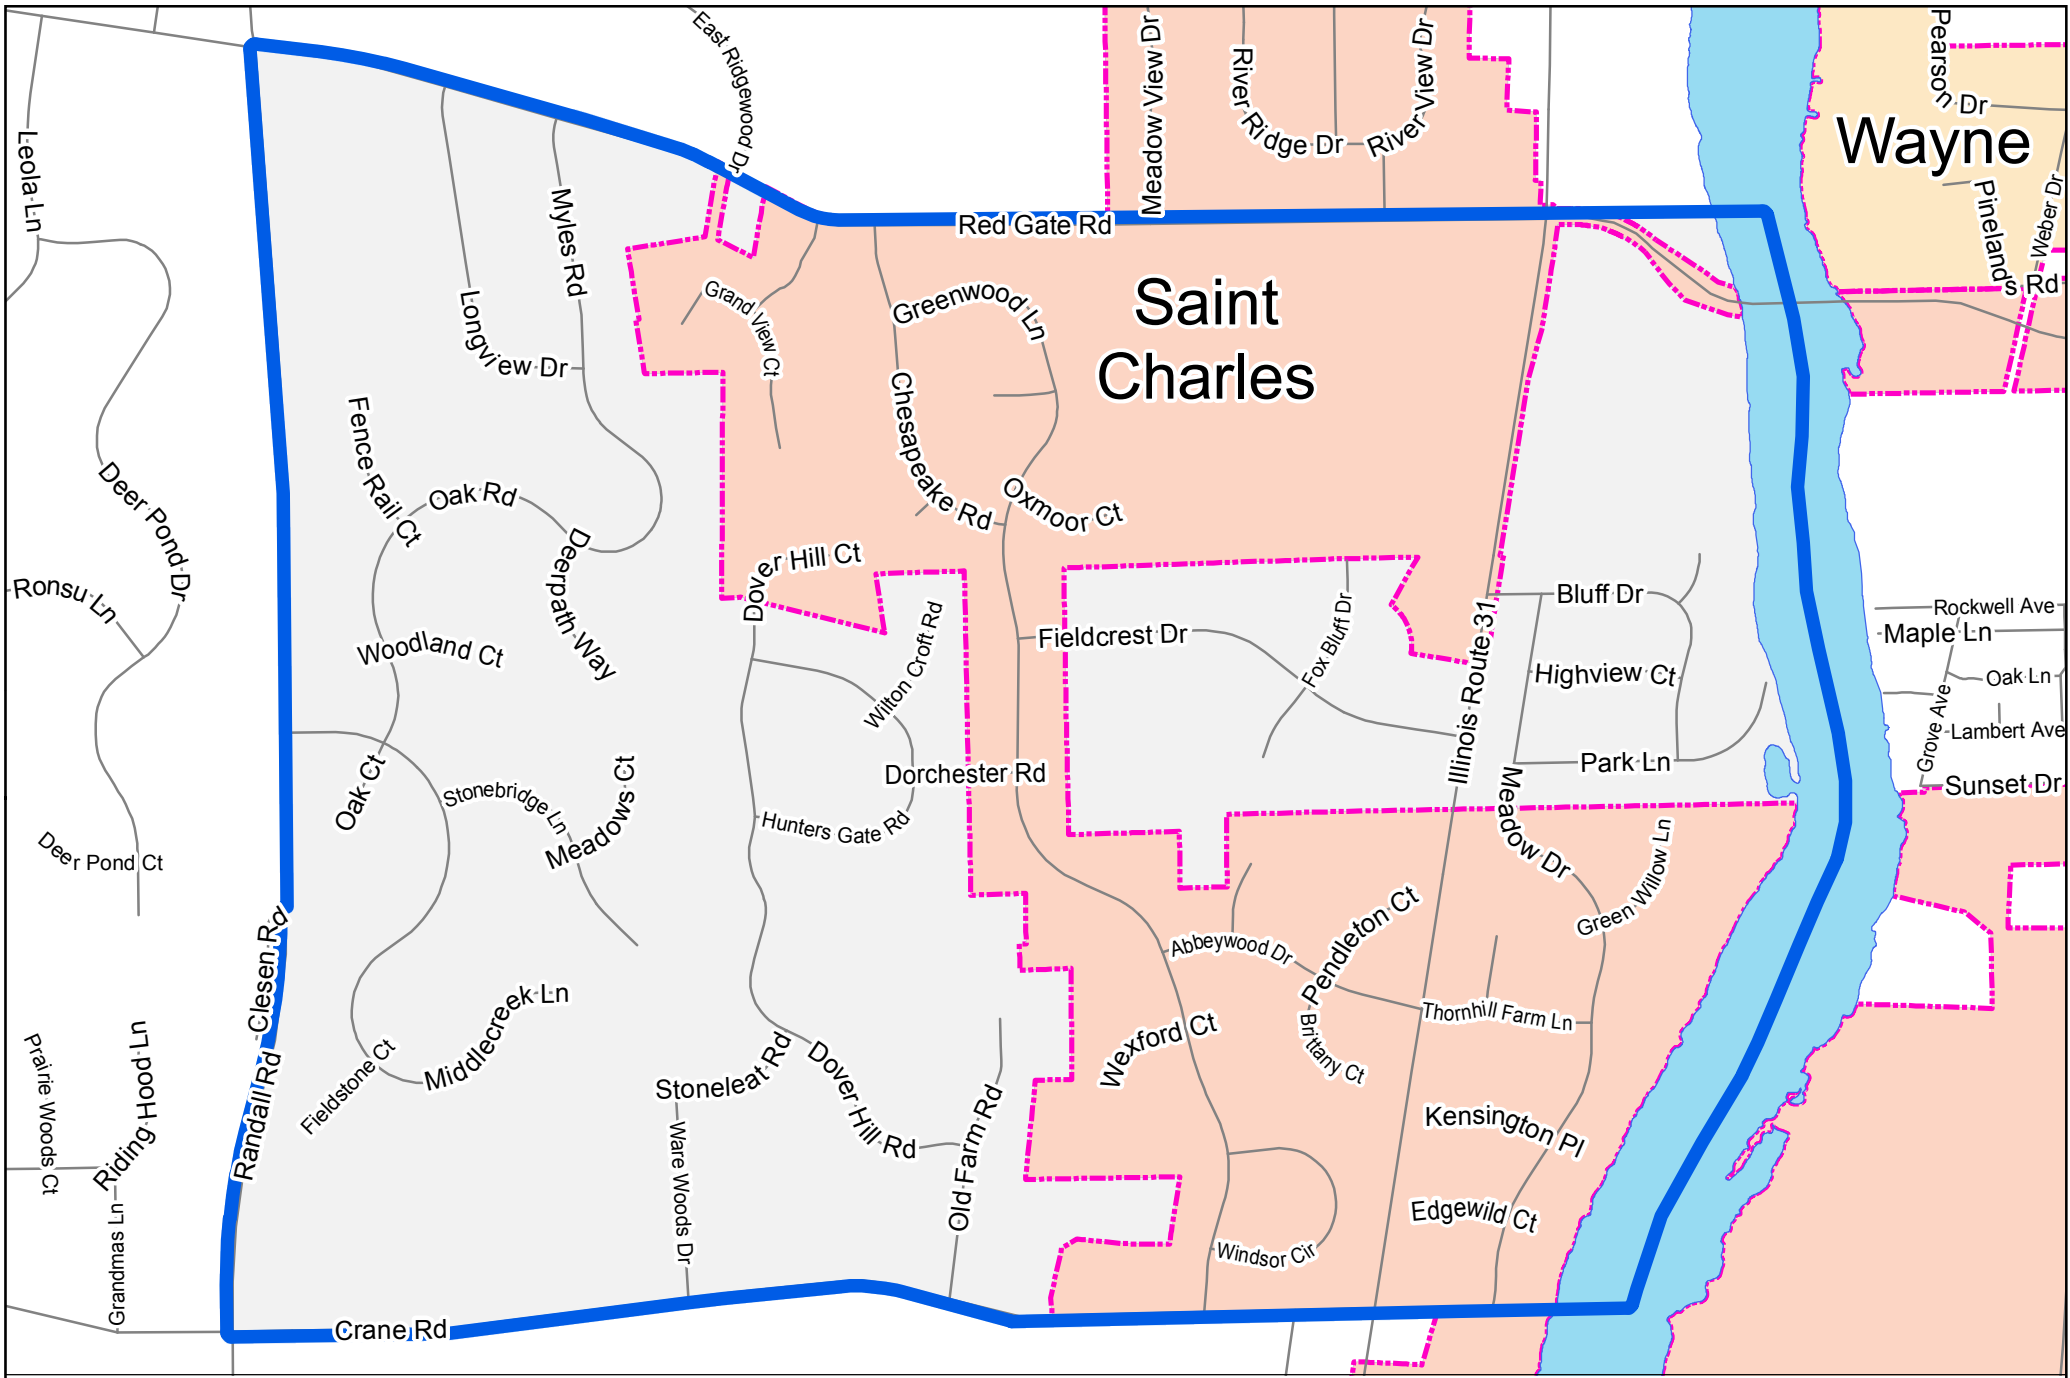 East Ridgewood Dr
Meadow View Dr
River Ridge Dr
River View Dr
Pearson Dr
Wayne
Leola Ln
Myles Rd
Red Gate Rd
Pinelands Rd
Weber Dr
Saint
Charles
Longview Dr
Grand View Ct
Greenwood Ln
Fence Rail Ct
Oak Rd
Chesapeake Rd
Oxmoor Ct
Deer Pond Dr
Ronsu Ln
Deerpath Way
Dover Hill Ct
Woodland Ct
Wilton Croft Rd
Fieldcrest Dr
Fox Bluff Dr
Illinois Route 31
Bluff Dr
Highview Ct
Park Ln
Rockwell Ave
Maple Ln
Oak Ln
Grove Ave
Lambert Ave
Sunset Dr
Oak Ct
Stonebridge Ln
Meadows Ct
Dorchester Rd
Hunters Gate Rd
Meadow Dr
Green Willow Ln
Deer Pond Ct
Clesen Rd
Abbeywood Dr
Pendleton Ct
Brittany Ct
Thornhill Farm Ln
Middlecreek Ln
Fieldstone Ct
Randall Rd
Riding Hood Ln
Prairie Woods Ct
Grandmas Ln
Stoneleat Rd
Dover Hill Rd
Ware Woods Dr
Old Farm Rd
Wexford Ct
Kensington Pl
Edgewild Ct
Windsor Cir
Crane Rd